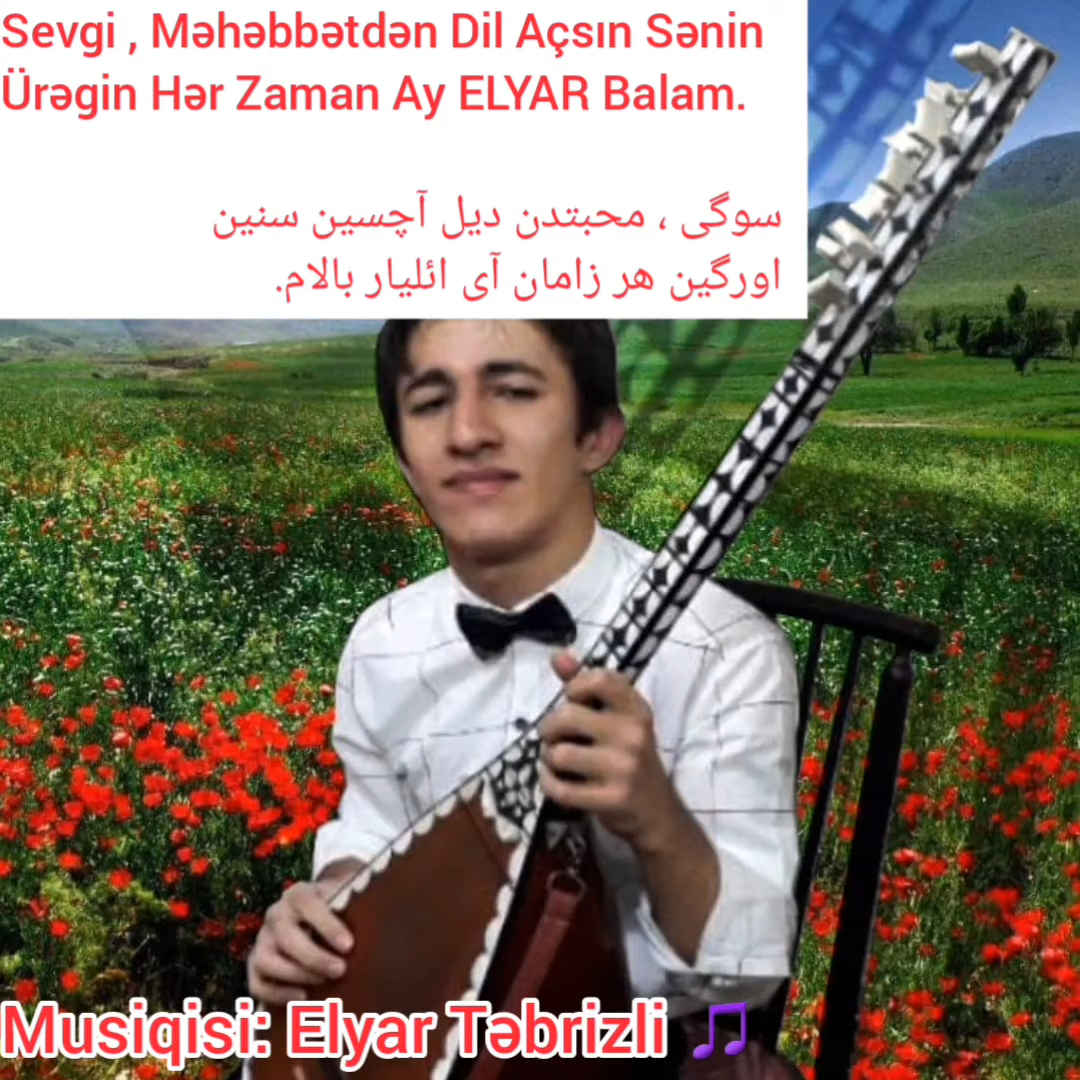 Sevgi , Məhəbbətdən Dil Açsın Sənin
Ürəgin Hər Zaman Ay ELYAR Balam.
سوگی ، محبتدن دیل آچسین سنین
اورگین هر زامان آی ائلیار بالام.
Musiqisi: Elyar Təbrizli 🎵